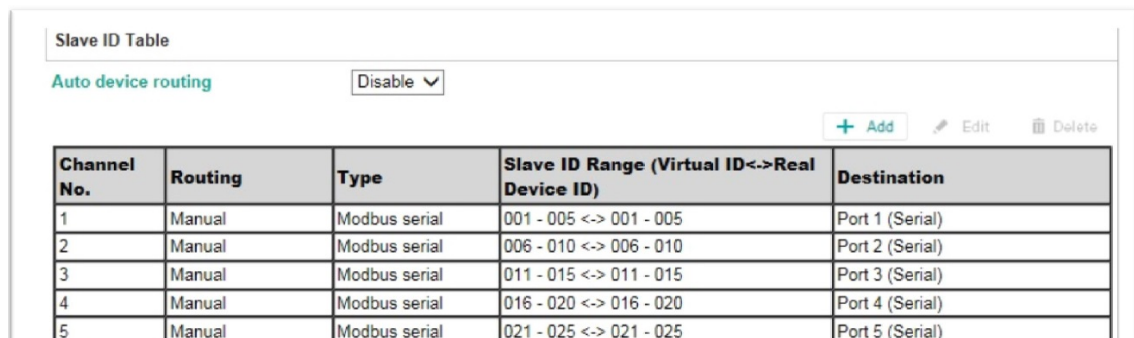 Slave ID Table
Auto device routing Disable
+ Add Edit Delete
Channel No. Routing Type Slave ID Range (Virtual ID<->Real Device ID) Destination
1 Manual Modbus serial 001 - 005 <-> 001 - 005 Port 1 (Serial)
2 Manual Modbus serial 006 - 010 <-> 006 - 010 Port 2 (Serial)
3 Manual Modbus serial 011 - 015 <-> 011 - 015 Port 3 (Serial)
4 Manual Modbus serial 016 - 020 <-> 016 - 020 Port 4 (Serial)
5 Manual Modbus serial 021 - 025 <-> 021 - 025 Port 5 (Serial)